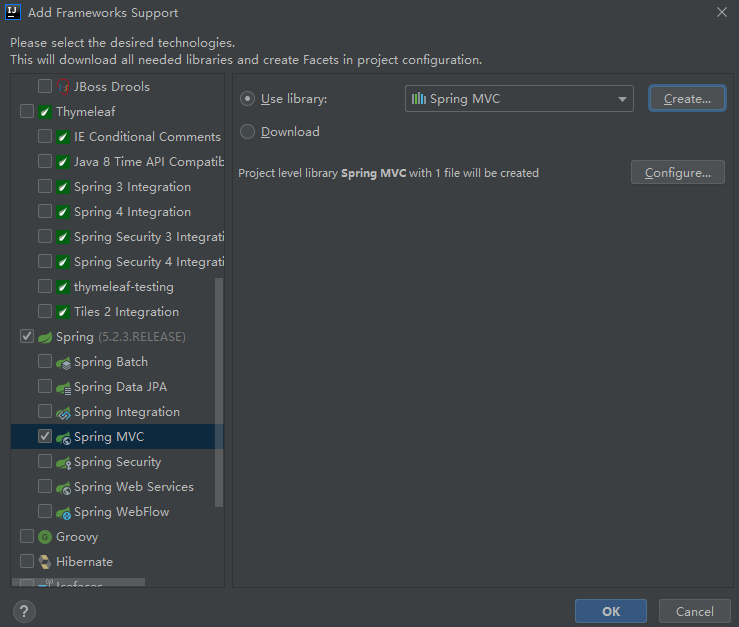 Add Frameworks Support
Please select the desired technologies.
This will download all needed libraries and create Facets in project configuration.
JBoss Drools
Thymeleaf
IE Conditional Comments
Java 8 Time API Compatib
Spring 3 Integration
Spring 4 Integration
Spring Security 3 Integrati
Spring Security 4 Integrati
thymeleaf-testing
Tiles 2 Integration
Spring (5.2.3.RELEASE)
Spring Batch
Spring Data JPA
Spring Integration
Spring MVC
Spring Security
Spring Web Services
Spring WebFlow
Groovy
Hibernate
Icefaces
Use library:
Spring MVC
Create...
Download
Project level library Spring MVC with 1 file will be created
Configure...
?
OK
Cancel